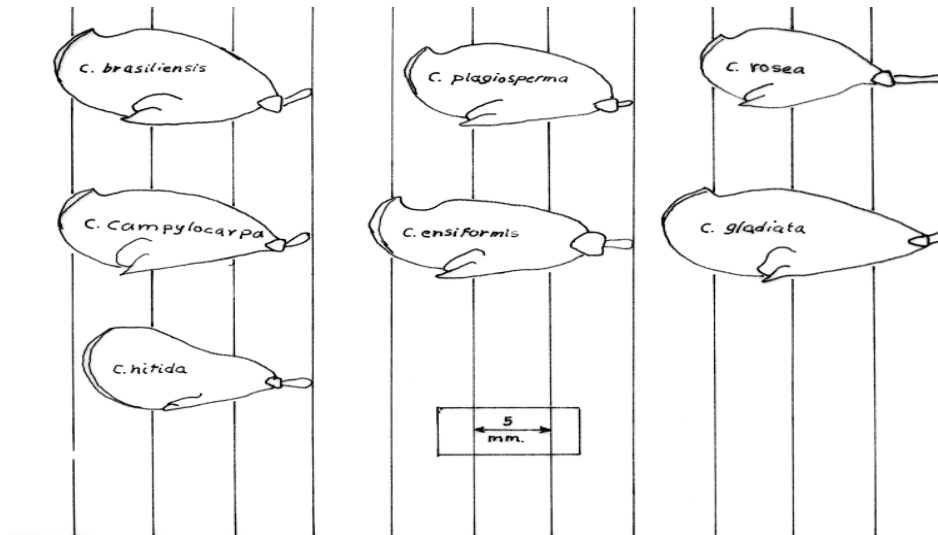 C. brasiliensis
C. plagiosperma
C. rosea
C. Campylocarpa
C. ensiformis
C. gladiata
C. nitida
5
mm.